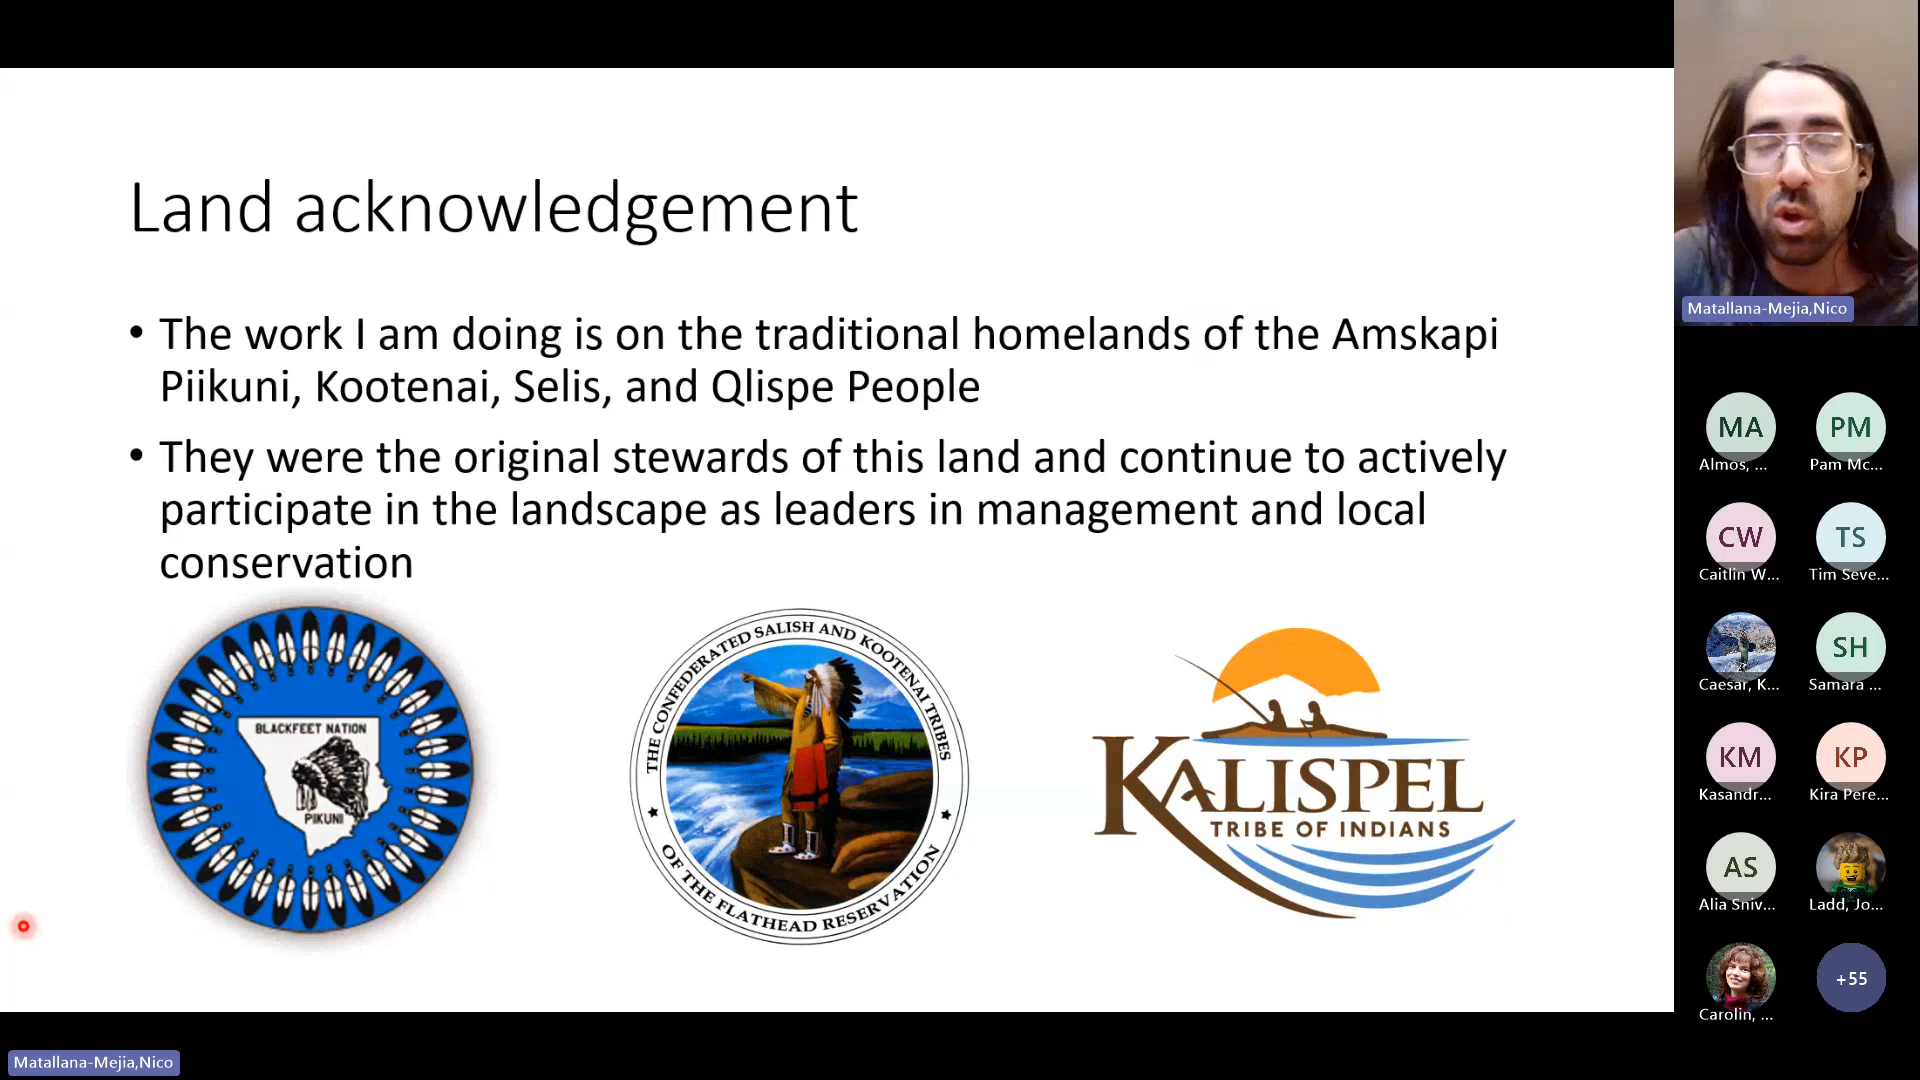 Land acknowledgement
• The work I am doing is on the traditional homelands of the Amskapi
Piikuni, Kootenai, Selis, and Qlispe People
• They were the original stewards of this land and continue to actively
participate in the landscape as leaders in management and local
conservation
BLACKFEET NATION
PIKUNI
THE CONFEDERATED SALISH AND KOOTENAI TRIBES
OF THE FLATHEAD RESERVATION
KALISPEL
TRIBE OF INDIANS
Matallana-Mejia,Nico
MA
Almos, ...
PM
Pam Mc...
CW
Caitlin W...
TS
Tim Seve...
Caesar, K...
SH
Samara ...
KM
Kasandr...
KP
Kira Pere...
AS
Alia Sniv...
Ladd, Jo...
Carolin, ...
+55
Matallana-Mejia,Nico